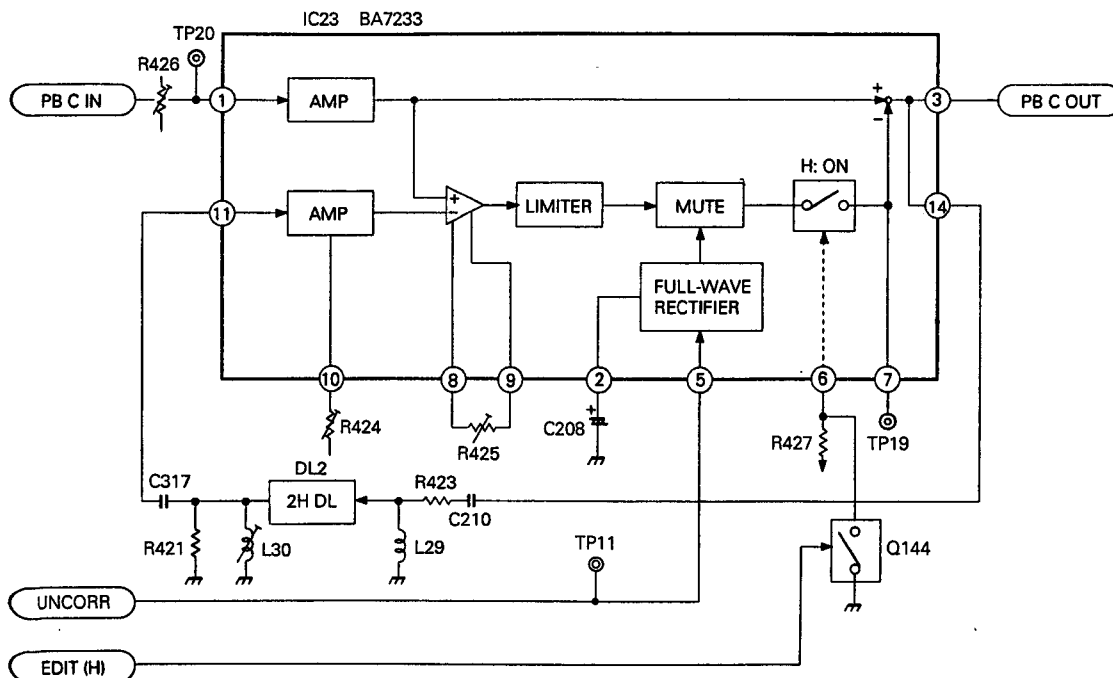 IC23 BA7233
TP20
R426
PB C IN
1
AMP
+
−
3
PB C OUT
H: ON
11
AMP
+
−
LIMITER
MUTE
14
FULL-WAVE
RECTIFIER
10
8
9
2
5
6
7
R424
R425
+
C208
R427
TP19
C317
DL2
2H DL
R423
C210
R421
L30
L29
TP11
Q144
UNCORR
EDIT (H)